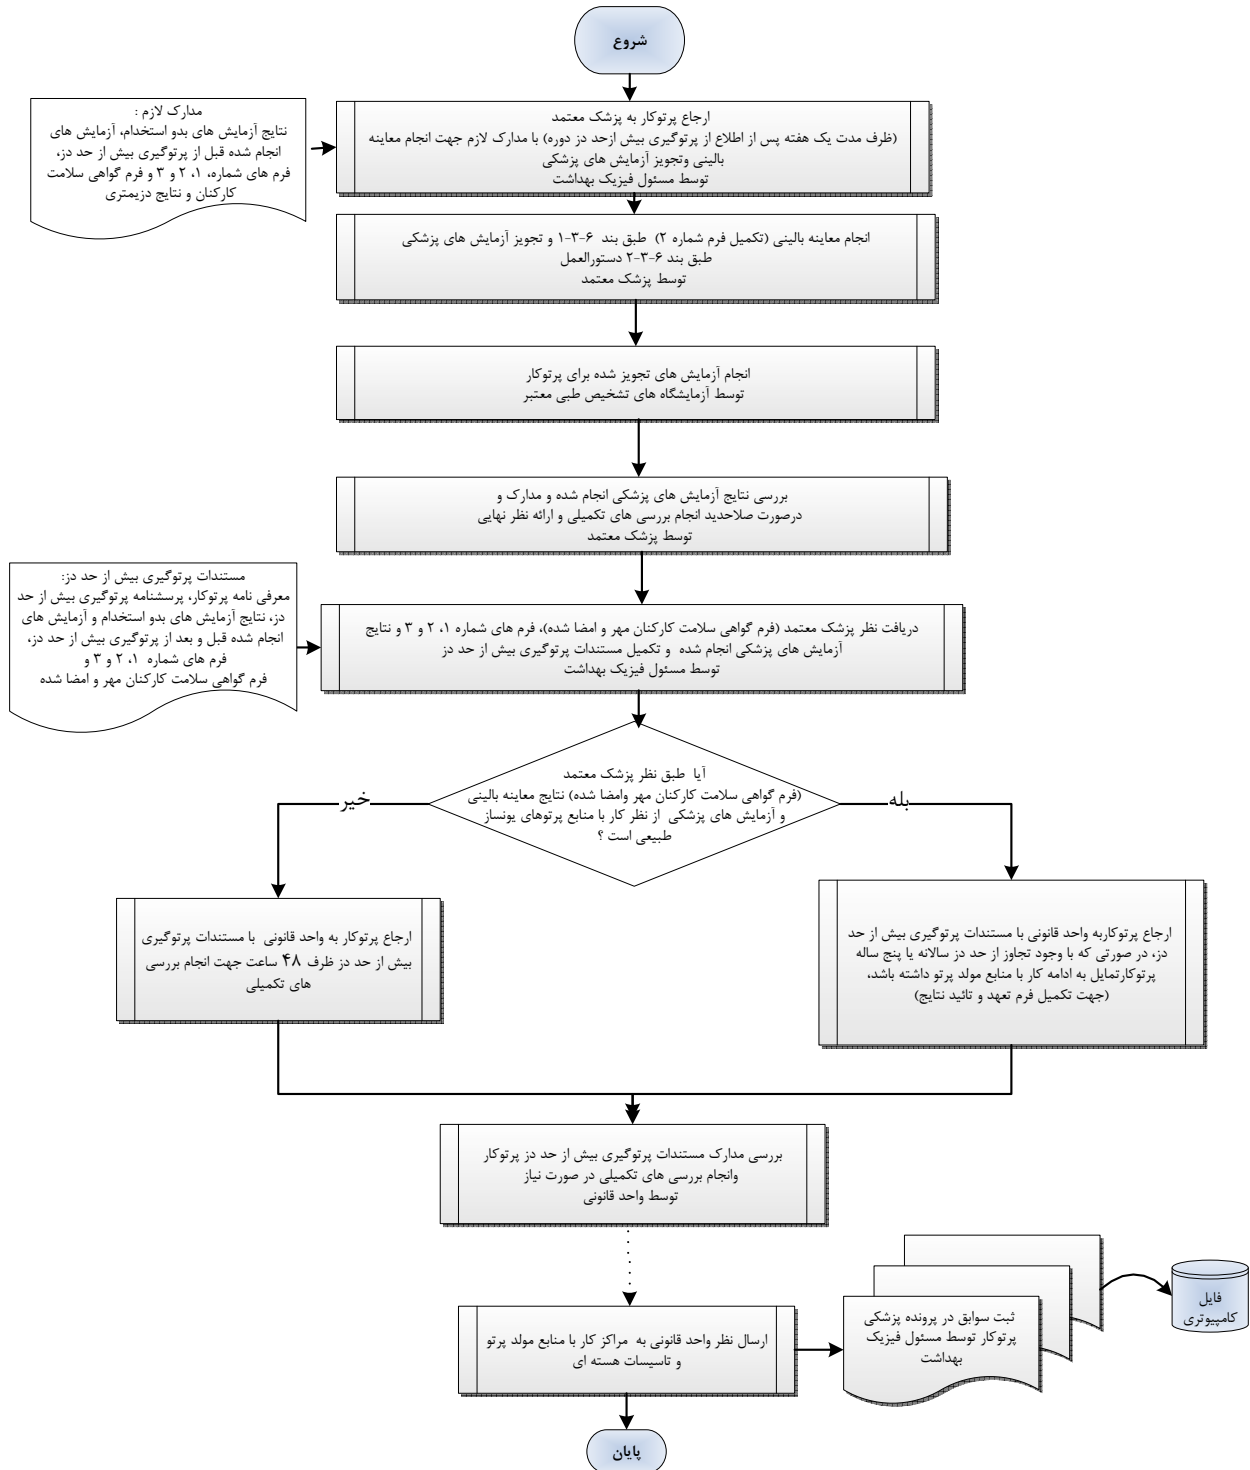 شروع
مدارک لازم :
نتایج آزمایش های بدو استخدام، آزمایش های
انجام شده قبل از پرتوگیری بیش از حد دز،
فرم های شماره، ۱، ۲ و ۳ و فرم گواهی سلامت
کارکنان و نتایج دزیمتری
ارجاع پرتوکار به پزشک معتمد
(ظرف مدت یک هفته پس از اطلاع از پرتوگیری بیش ازحد دز دوره) با مدارک لازم جهت انجام معاینه
بالینی وتجویز آزمایش های پزشکی
توسط مسئول فیزیک بهداشت
انجام معاینه بالینی (تکمیل فرم شماره ۲) طبق بند ۶-۳-۱ و تجویز آزمایش های پزشکی
طبق بند ۶-۳-۲ دستورالعمل
توسط پزشک معتمد
انجام آزمایش های تجویز شده برای پرتوکار
توسط آزمایشگاه های تشخیص طبی معتبر
بررسی نتایج آزمایش های پزشکی انجام شده و مدارک و
درصورت صلاحدید انجام بررسی های تکمیلی و ارائه نظر نهایی
توسط پزشک معتمد
مستندات پرتوگیری بیش از حد دز:
معرفی نامه پرتوکار، پرسشنامه پرتوگیری بیش از حد
دز، نتایج آزمایش های بدو استخدام و آزمایش های
انجام شده قبل و بعد از پرتوگیری بیش از حد دز،
فرم های شماره ۱، ۲ و ۳ و
فرم گواهی سلامت کارکنان مهر و امضا شده
دریافت نظر پزشک معتمد (فرم گواهی سلامت کارکنان مهر و امضا شده)، فرم های شماره ۱، ۲ و ۳ و نتایج
آزمایش های پزشکی انجام شده و تکمیل مستندات پرتوگیری بیش از حد دز
توسط مسئول فیزیک بهداشت
آیا طبق نظر پزشک معتمد
(فرم گواهی سلامت کارکنان مهر وامضا شده) نتایج معاینه بالینی
و آزمایش های پزشکی از نظر کار با منابع پرتوهای یونساز
طبیعی است ؟
بله
خیر
ارجاع پرتوکاربه واحد قانونی با مستندات پرتوگیری بیش از حد
دز، در صورتی که با وجود تجاوز از حد دز سالانه یا پنج ساله
پرتوکارتمایل به ادامه کار با منابع مولد پرتو داشته باشد،
(جهت تکمیل فرم تعهد و تائید نتایج)
ارجاع پرتوکار به واحد قانونی با مستندات پرتوگیری
بیش از حد دز ظرف ۴۸ ساعت جهت انجام بررسی
های تکمیلی
بررسی مدارک مستندات پرتوگیری بیش از حد دز پرتوکار
وانجام بررسی های تکمیلی در صورت نیاز
توسط واحد قانونی
ارسال نظر واحد قانونی به مراکز کار با منابع مولد پرتو
و تاسیسات هسته ای
ثبت سوابق در پرونده پزشکی
پرتوکار توسط مسئول فیزیک
بهداشت
فایل
کامپیوتری
پایان